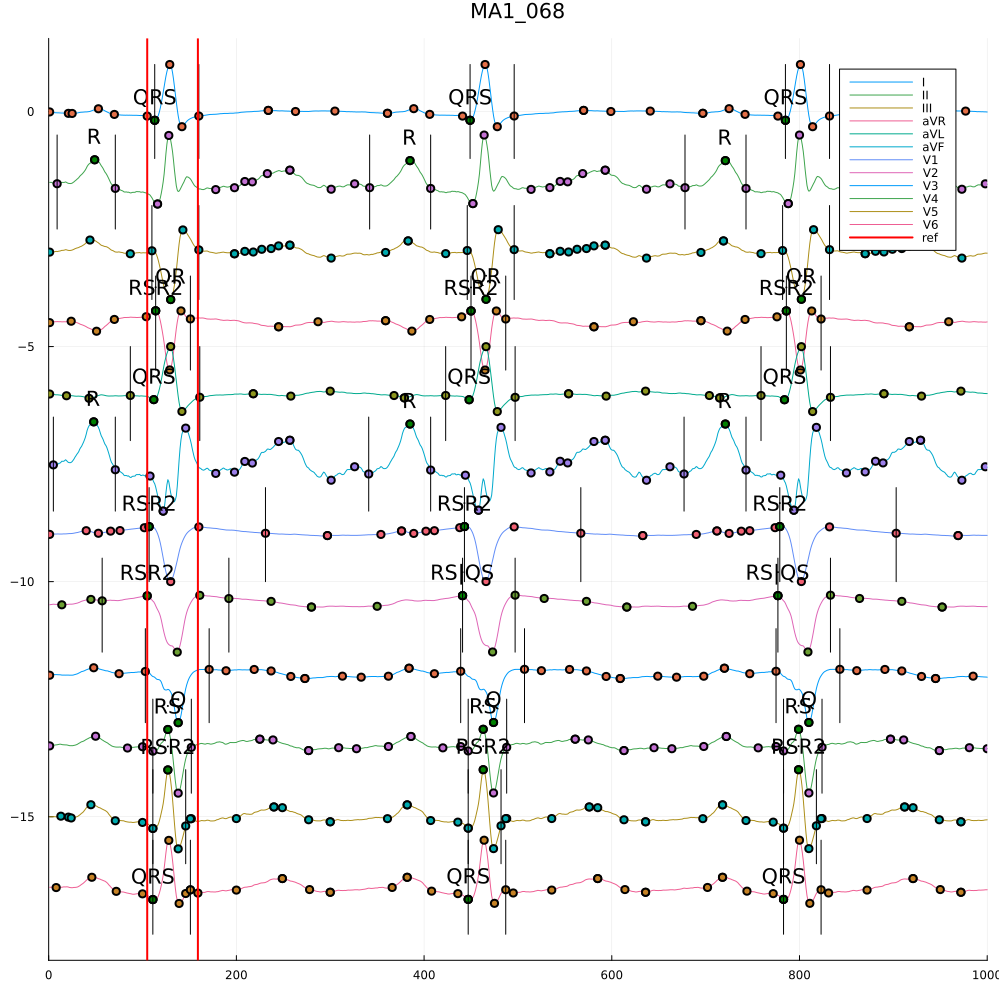 MA1_068
I
II
III
aVR
aVL
aVF
V1
V2
V3
V4
V5
V6
ref
0
−5
−10
−15
QRS QRS QRS
R R R
QR QR QR
RSR2 RSR2 RSR2
QRS QRS QRS
R R R
RSR2 RSR2 RSR2
RSR2 QS QS
Q Q Q
RS RS RS
RSR2 RSR2 RSR2
QRS QRS QRS
0 200 400 600 800 1000